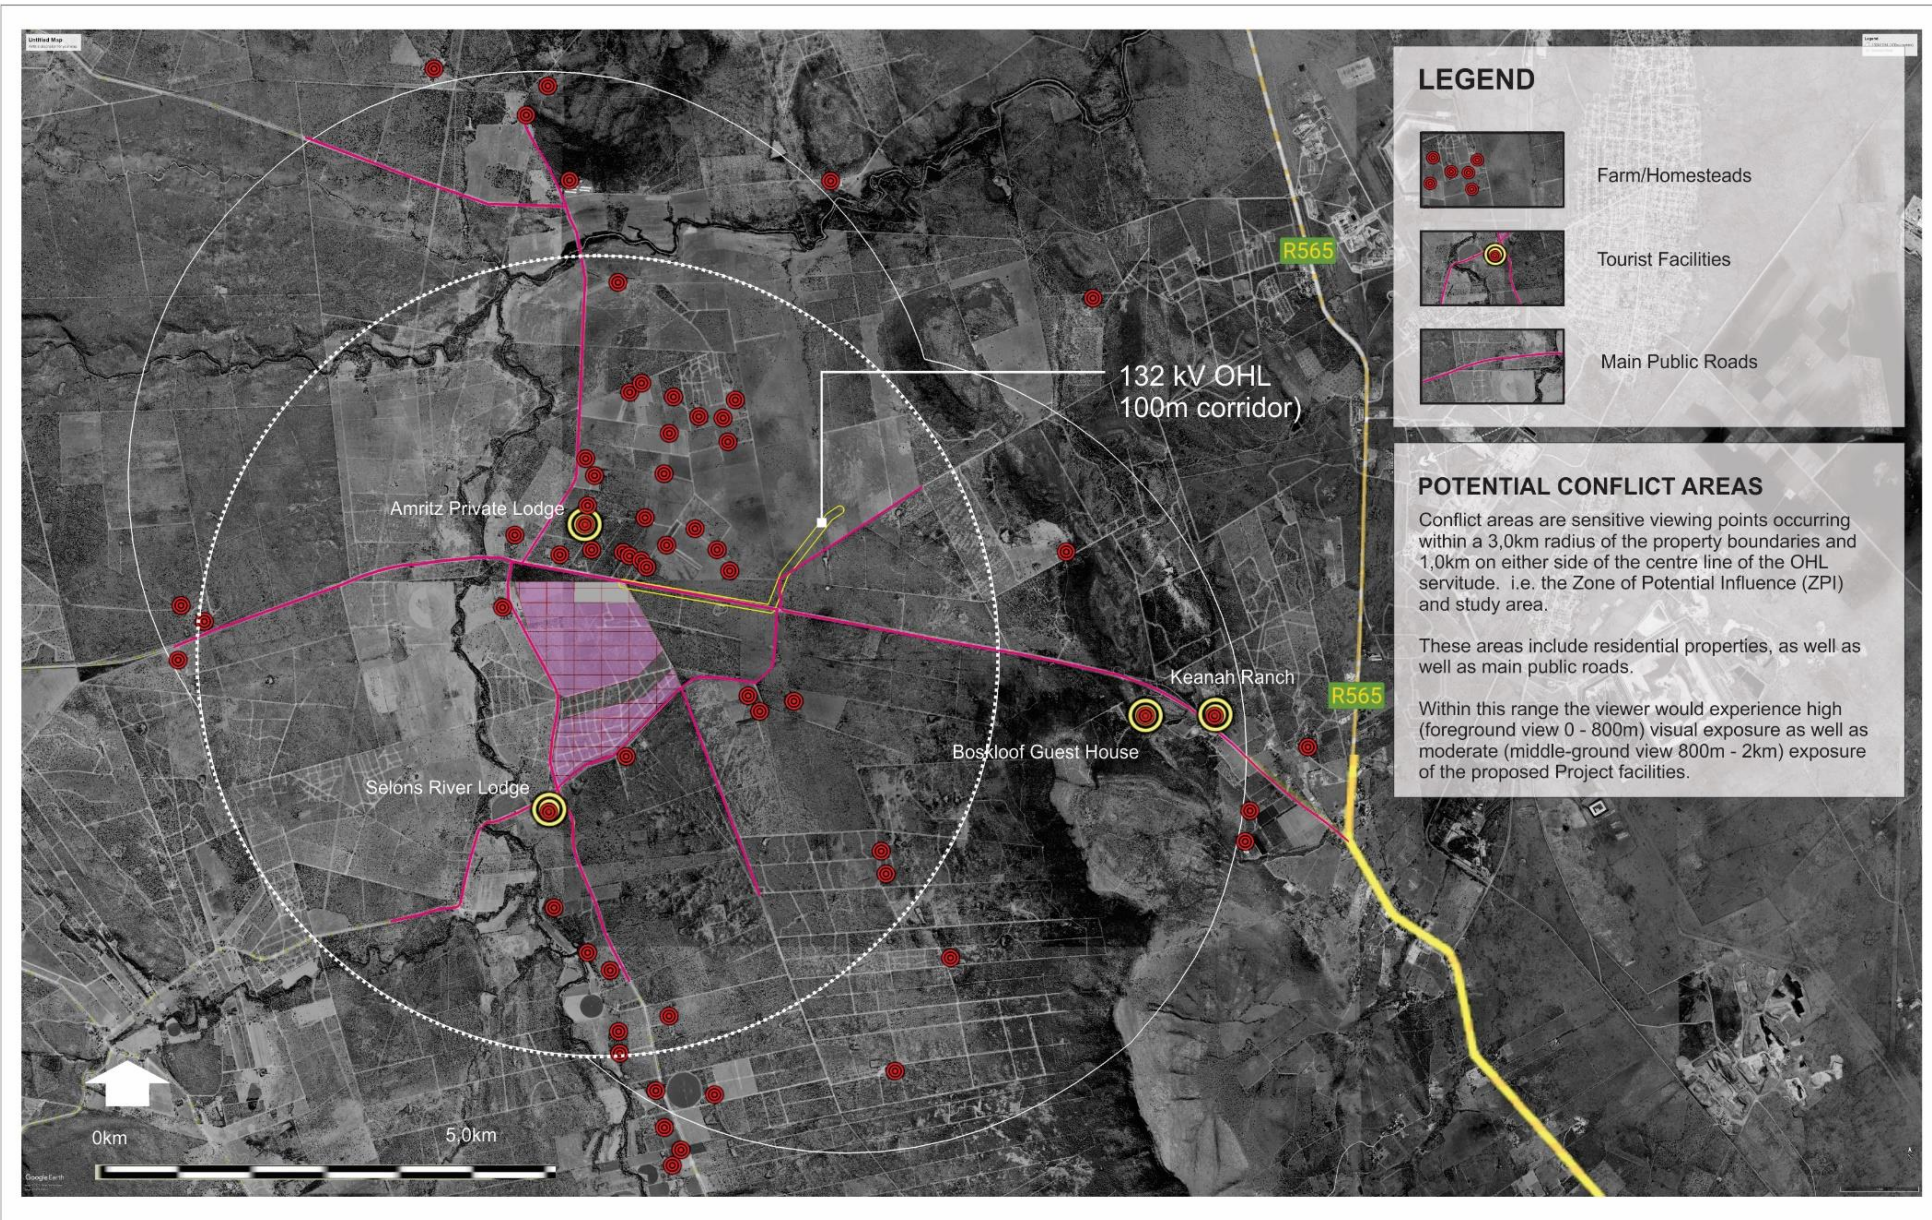 Untitled Map
Legend
LEGEND
Farm/Homesteads
Tourist Facilities
Main Public Roads
R565
132 kV OHL
100m corridor)
Amritz Private Lodge
Keanah Ranch
R565
Boskloof Guest House
Selons River Lodge
POTENTIAL CONFLICT AREAS
Conflict areas are sensitive viewing points occurring
within a 3,0km radius of the property boundaries and
1,0km on either side of the centre line of the OHL
servitude. i.e. the Zone of Potential Influence (ZPI)
and study area.
These areas include residential properties, as well as
well as main public roads.
Within this range the viewer would experience high
(foreground view 0 - 800m) visual exposure as well as
moderate (middle-ground view 800m - 2km) exposure
of the proposed Project facilities.
0km
5,0km
Google Earth